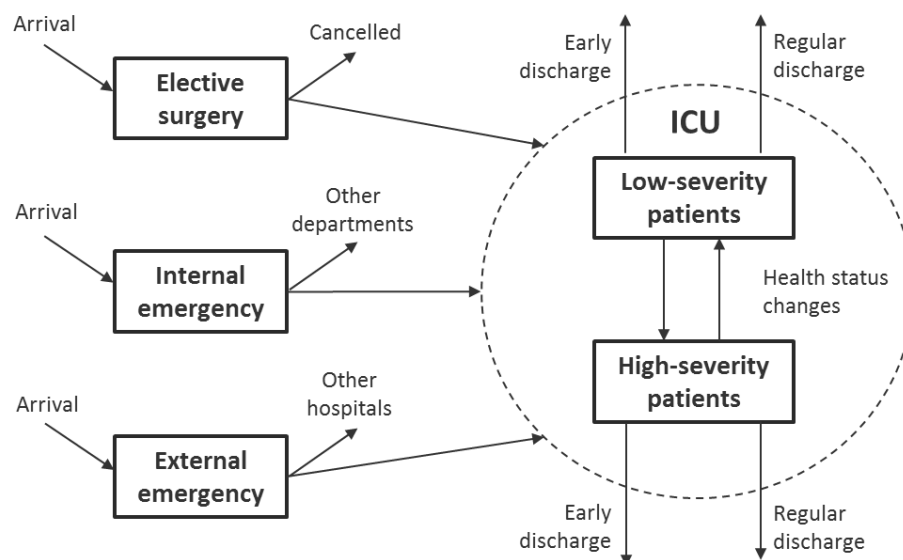 Arrival
Elective
surgery
Cancelled
Arrival
Internal
emergency
Other
departments
Arrival
External
emergency
Other
hospitals
Early
discharge
Regular
discharge
ICU
Low-severity
patients
Health status
changes
High-severity
patients
Early
discharge
Regular
discharge